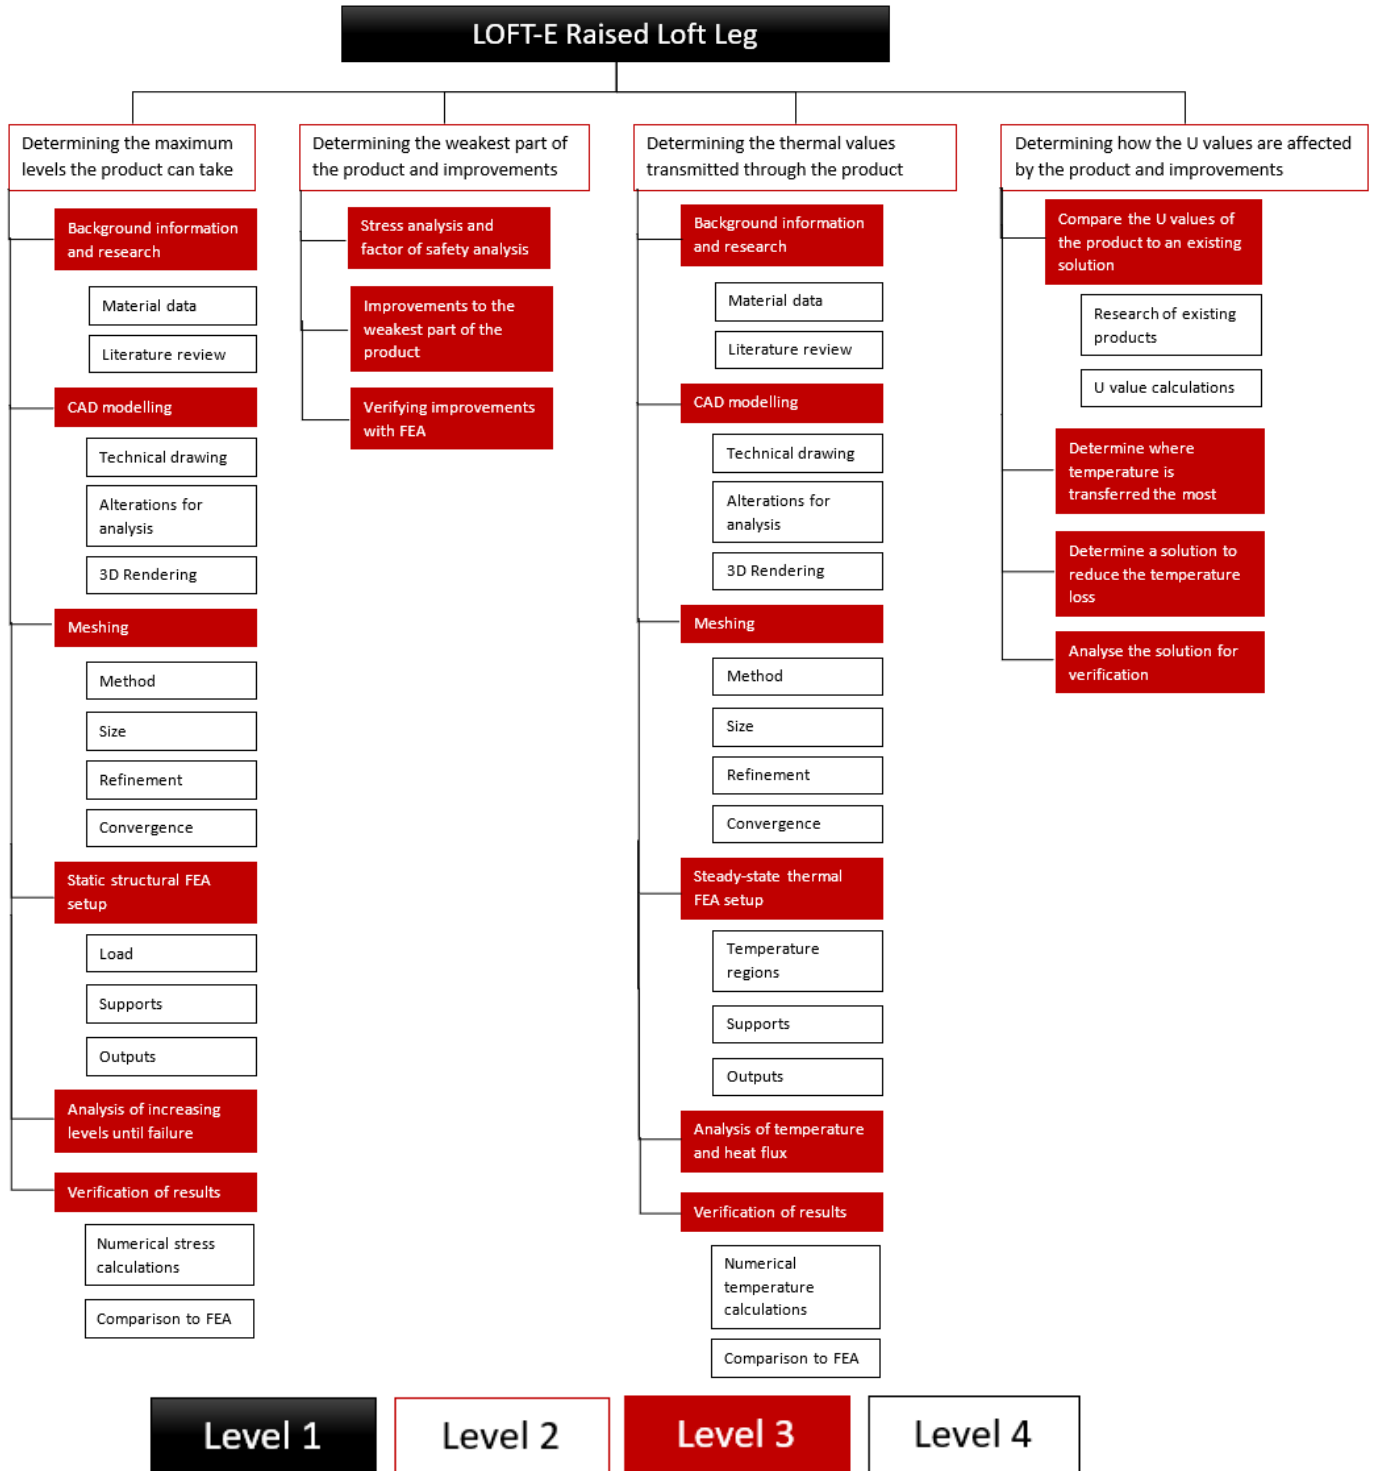 LOFT-E Raised Loft Leg
Determining the maximum
levels the product can take
Background information
and research
Material data
Literature review
CAD modelling
Technical drawing
Alterations for
analysis
3D Rendering
Meshing
Method
Size
Refinement
Convergence
Static structural FEA
setup
Load
Supports
Outputs
Analysis of increasing
levels until failure
Verification of results
Numerical stress
calculations
Comparison to FEA
Determining the weakest part of
the product and improvements
Stress analysis and
factor of safety analysis
Improvements to the
weakest part of the
product
Verifying improvements
with FEA
Determining the thermal values
transmitted through the product
Background information
and research
Material data
Literature review
CAD modelling
Technical drawing
Alterations for
analysis
3D Rendering
Meshing
Method
Size
Refinement
Convergence
Steady-state thermal
FEA setup
Temperature
regions
Supports
Outputs
Analysis of temperature
and heat flux
Verification of results
Numerical
temperature
calculations
Comparison to FEA
Determining how the U values are affected
by the product and improvements
Compare the U values of
the product to an existing
solution
Research of existing
products
U value calculations
Determine where
temperature is
transferred the most
Determine a solution to
reduce the temperature
loss
Analyse the solution for
verification
Level 1
Level 2
Level 3
Level 4